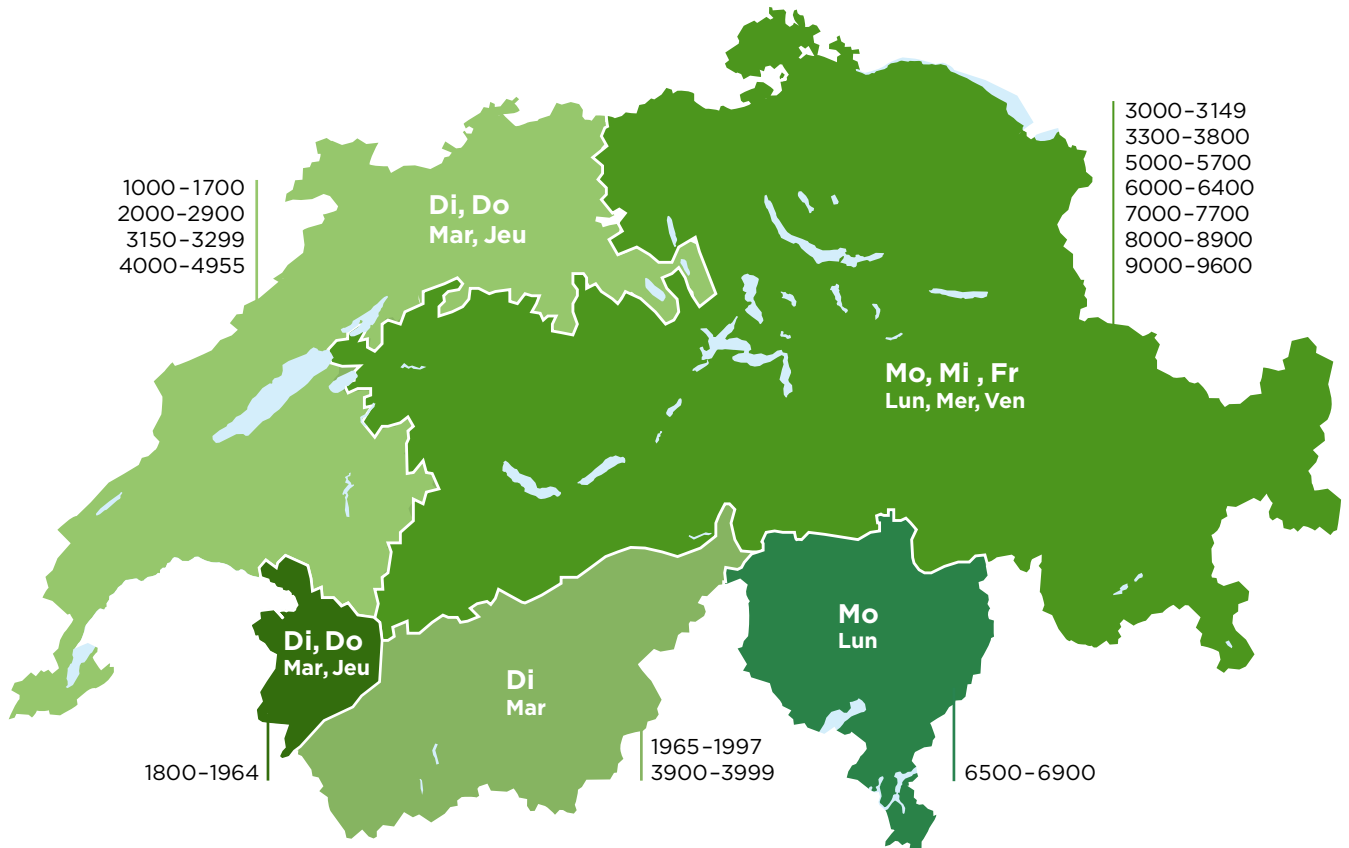 3000–3149
3300–3800
5000–5700
6000–6400
7000–7700
8000–8900
9000–9600
1000–1700
2000–2900
3150–3299
4000–4955
Di, Do
Mar, Jeu
Mo, Mi , Fr
Lun, Mer, Ven
Di, Do
Mar, Jeu
Mo
Lun
Di
Mar
1800–1964
1965–1997
3900–3999
6500–6900